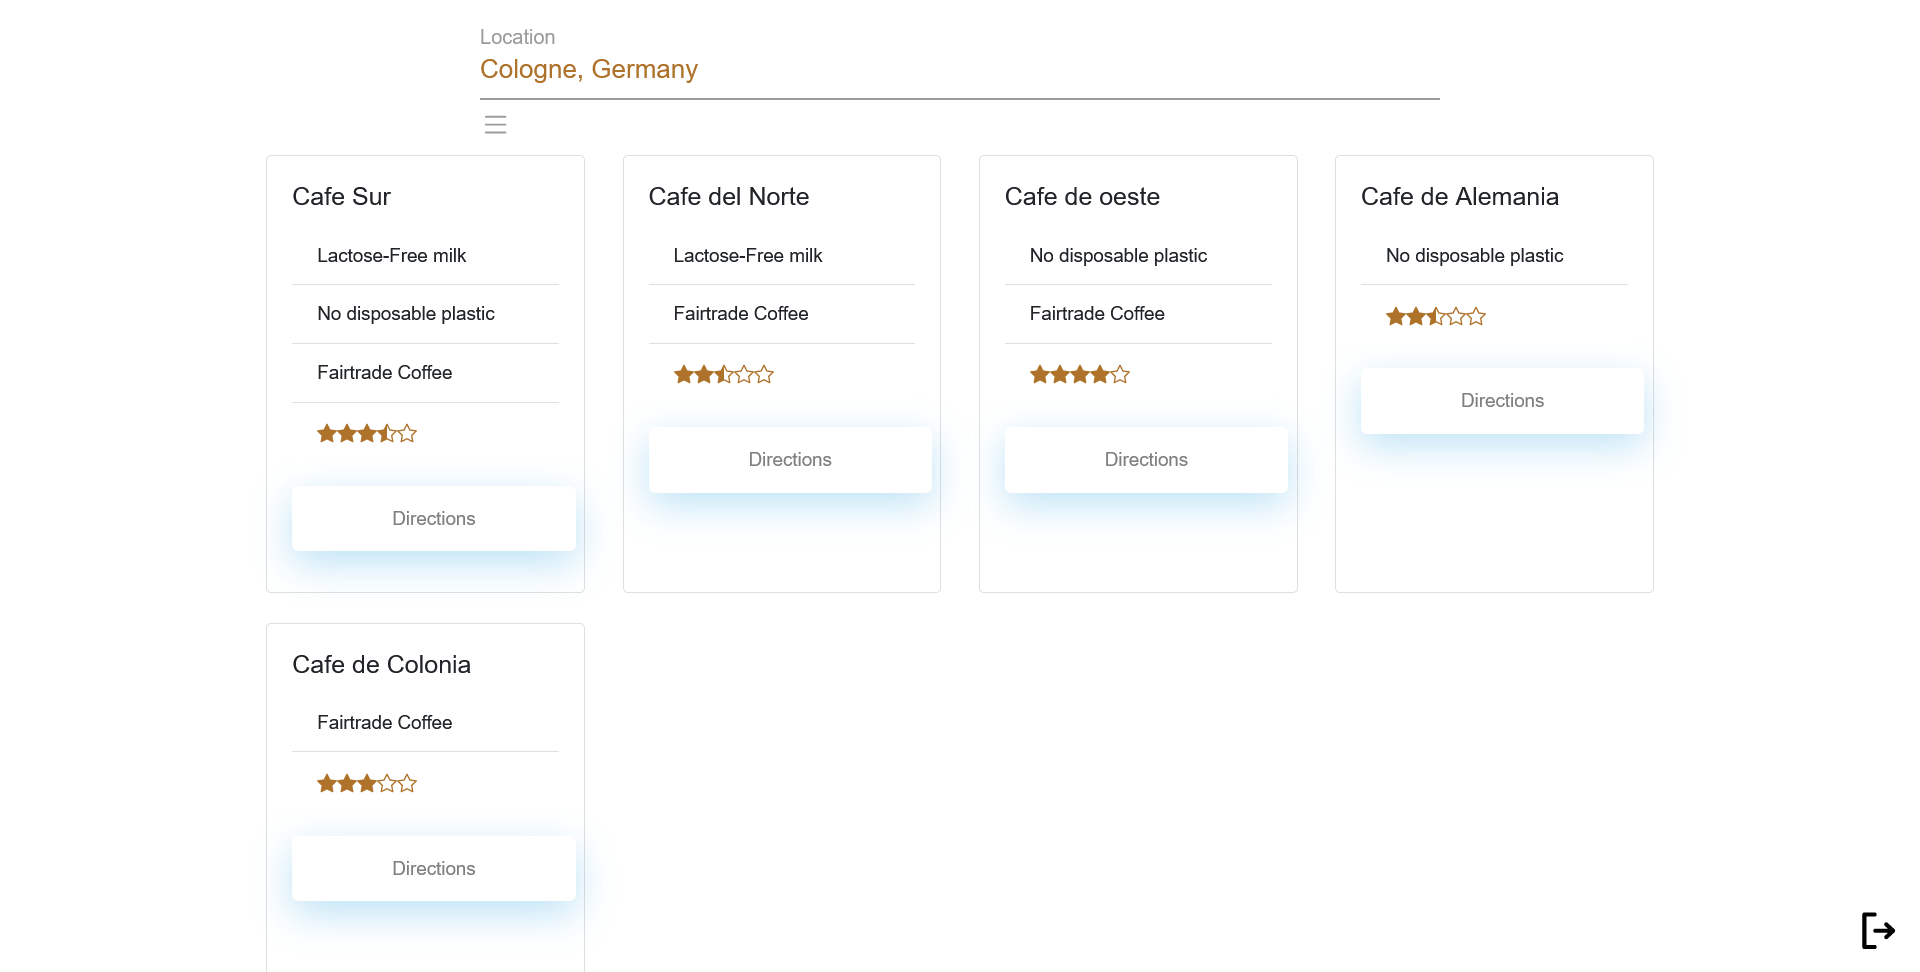 Location
Cologne, Germany
Cafe Sur
Lactose-Free milk
No disposable plastic
Fairtrade Coffee
Directions
Cafe del Norte
Lactose-Free milk
Fairtrade Coffee
Directions
Cafe de oeste
No disposable plastic
Fairtrade Coffee
Directions
Cafe de Alemania
No disposable plastic
Directions
Cafe de Colonia
Fairtrade Coffee
Directions